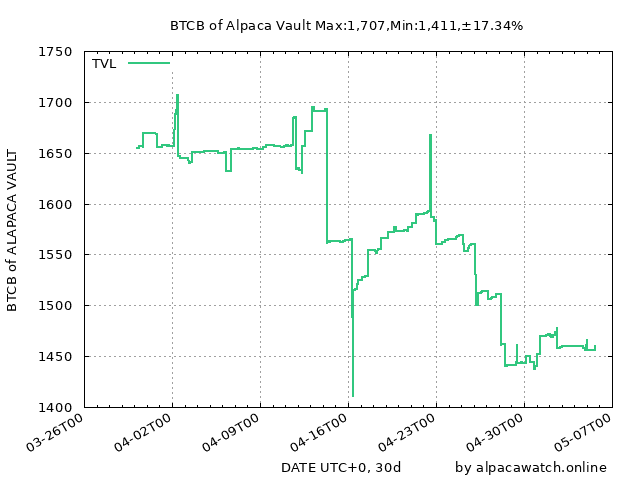 BTCB of Alpaca Vault Max:1,707,Min:1,411,±17.34%
TVL
1750
1700
1650
1600
1550
1500
1450
1400
BTCB of ALAPACA VAULT
03-26T00 04-02T00 04-09T00 04-16T00 04-23T00 04-30T00 05-07T00
DATE UTC+0, 30d by alpacawatch.online